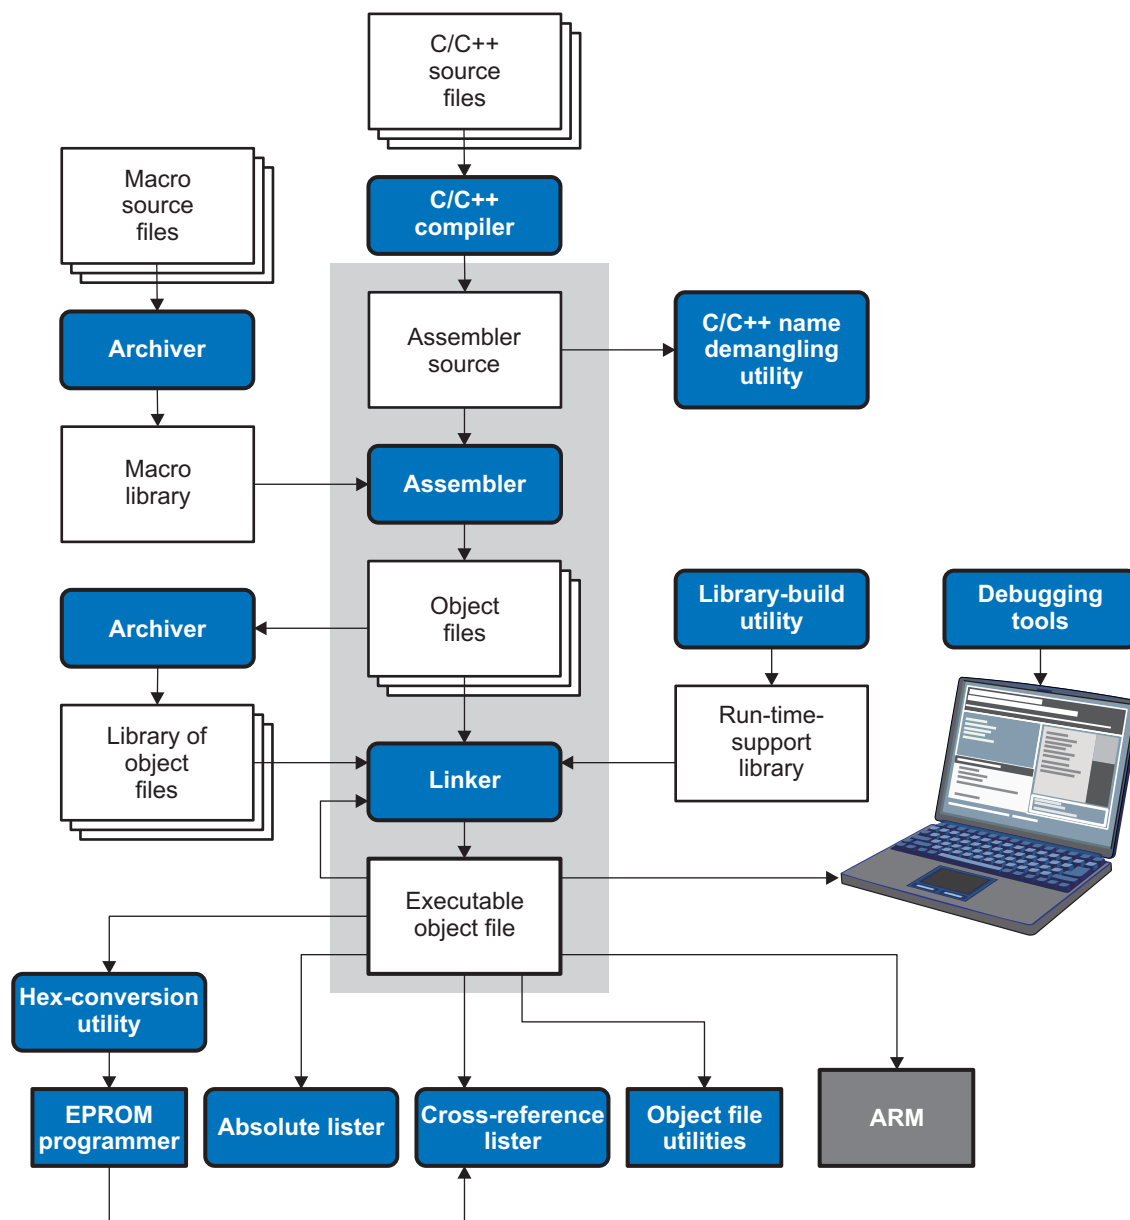 C/C++
source
files
Macro
source
files
C/C++
compiler
Archiver
Assembler
source
C/C++ name
demangling
utility
Macro
library
Assembler
Archiver
Object
files
Library-build
utility
Debugging
tools
Library of
object
files
Linker
Run-time-
support
library
Executable
object file
Hex-conversion
utility
EPROM
programmer
Absolute lister
Cross-reference
lister
Object file
utilities
ARM